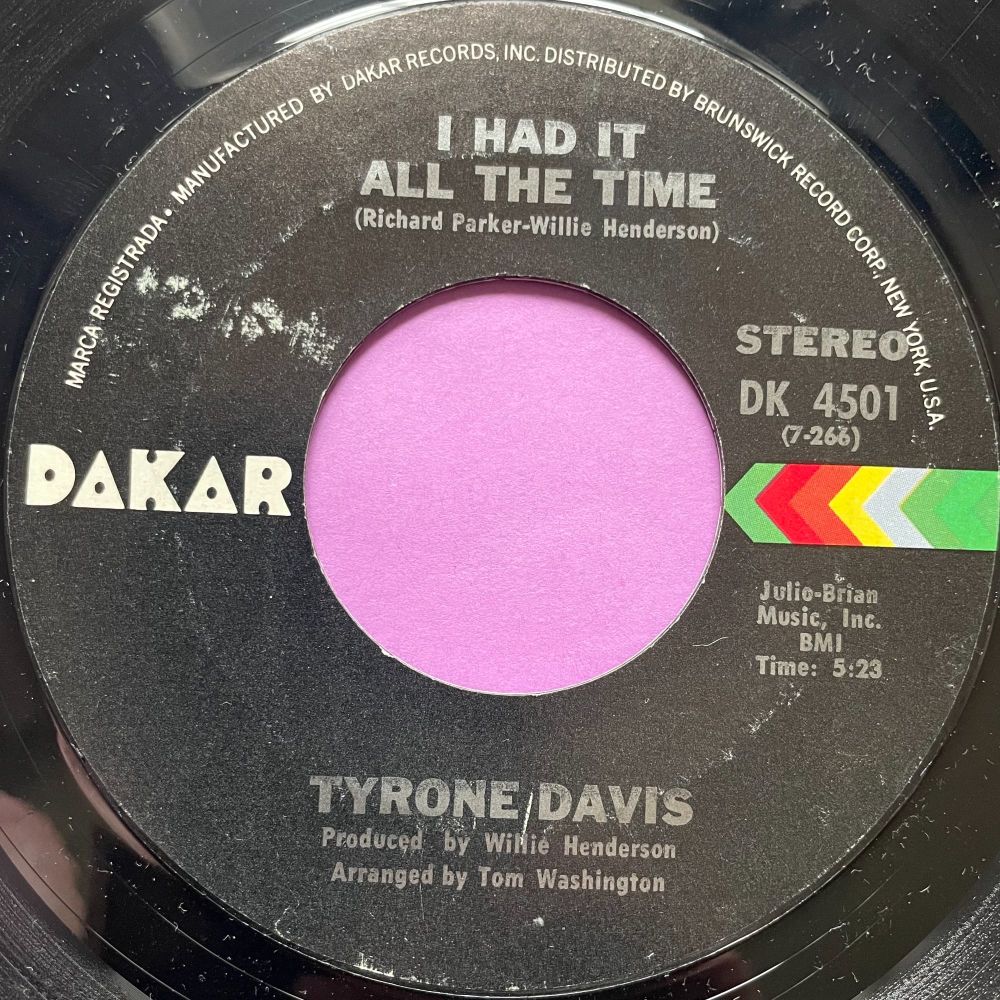 MARCA REGISTRADA • MANUFACTURED BY DAKAR RECORDS, INC. DISTRIBUTED BY BRUNSWICK RECORD CORP., NEW YORK, U.S.A.
I HAD IT
ALL THE TIME
(Richard Parker-Willie Henderson)
STEREO
DK 4501
(7-266)
DAKAR
Julio-Brian
Music, Inc.
BMI
Time: 5:23
TYRONE DAVIS
Produced by Willie Henderson
Arranged by Tom Washington